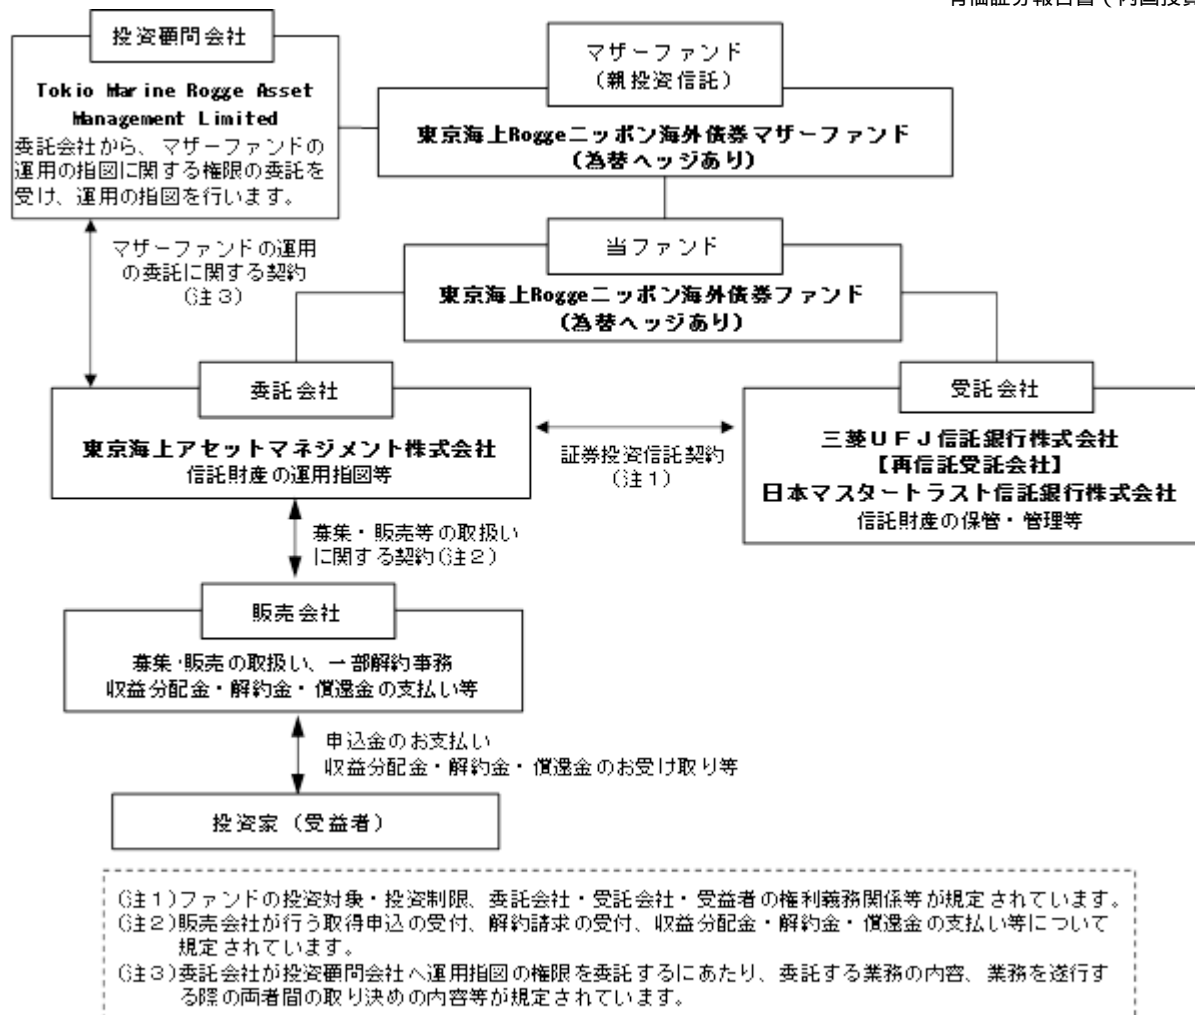 投資顧問会社
Tokio Marine Rogge Asset
Management Limited
委託会社から、マザーファンドの
運用の指図に関する権限の委託を
受け、運用の指図を行います。
マザーファンド
(親投資信託)
東京海上Roggeニッポン海外債券マザーファンド
(為替ヘッジあり)
マザーファンドの運用
の委託に関する契約
(注3)
当ファンド
東京海上Roggeニッポン海外債券ファンド
(為替ヘッジあり)
委託会社
東京海上アセットマネジメント株式会社
信託財産の運用指図等
証券投資信託契約
(注1)
受託会社
三菱UFJ信託銀行株式会社
【再信託受託会社】
日本マスタートラスト信託銀行株式会社
信託財産の保管・管理等
募集・販売等の取扱い
に関する契約(注2)
販売会社
募集・販売の取扱い、一部解約事務
収益分配金・解約金・償還金の支払い等
申込金のお支払い
収益分配金・解約金・償還金のお受け取り等
投資家(受益者)
(注1)ファンドの投資対象・投資制限、委託会社・受託会社・受益者の権利義務関係等が規定されています。
(注2)販売会社が行う取得申込の受付、解約請求の受付、収益分配金・解約金・償還金の支払い等について
規定されています。
(注3)委託会社が投資顧問会社へ運用指図の権限を委託するにあたり、委託する業務の内容、業務を遂行す
る際の両者間の取り決めの内容等が規定されています。